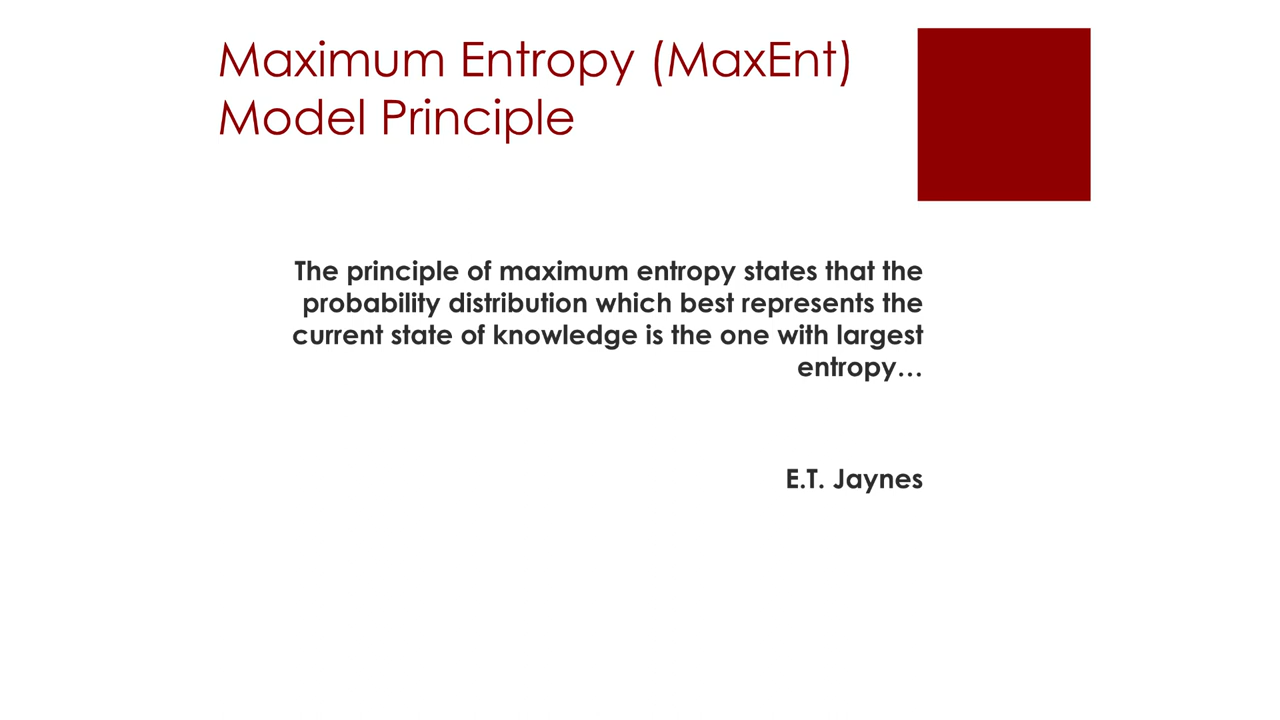 Maximum Entropy (MaxEnt)
Model Principle
The principle of maximum entropy states that the
probability distribution which best represents the
current state of knowledge is the one with largest
entropy…
E.T. Jaynes